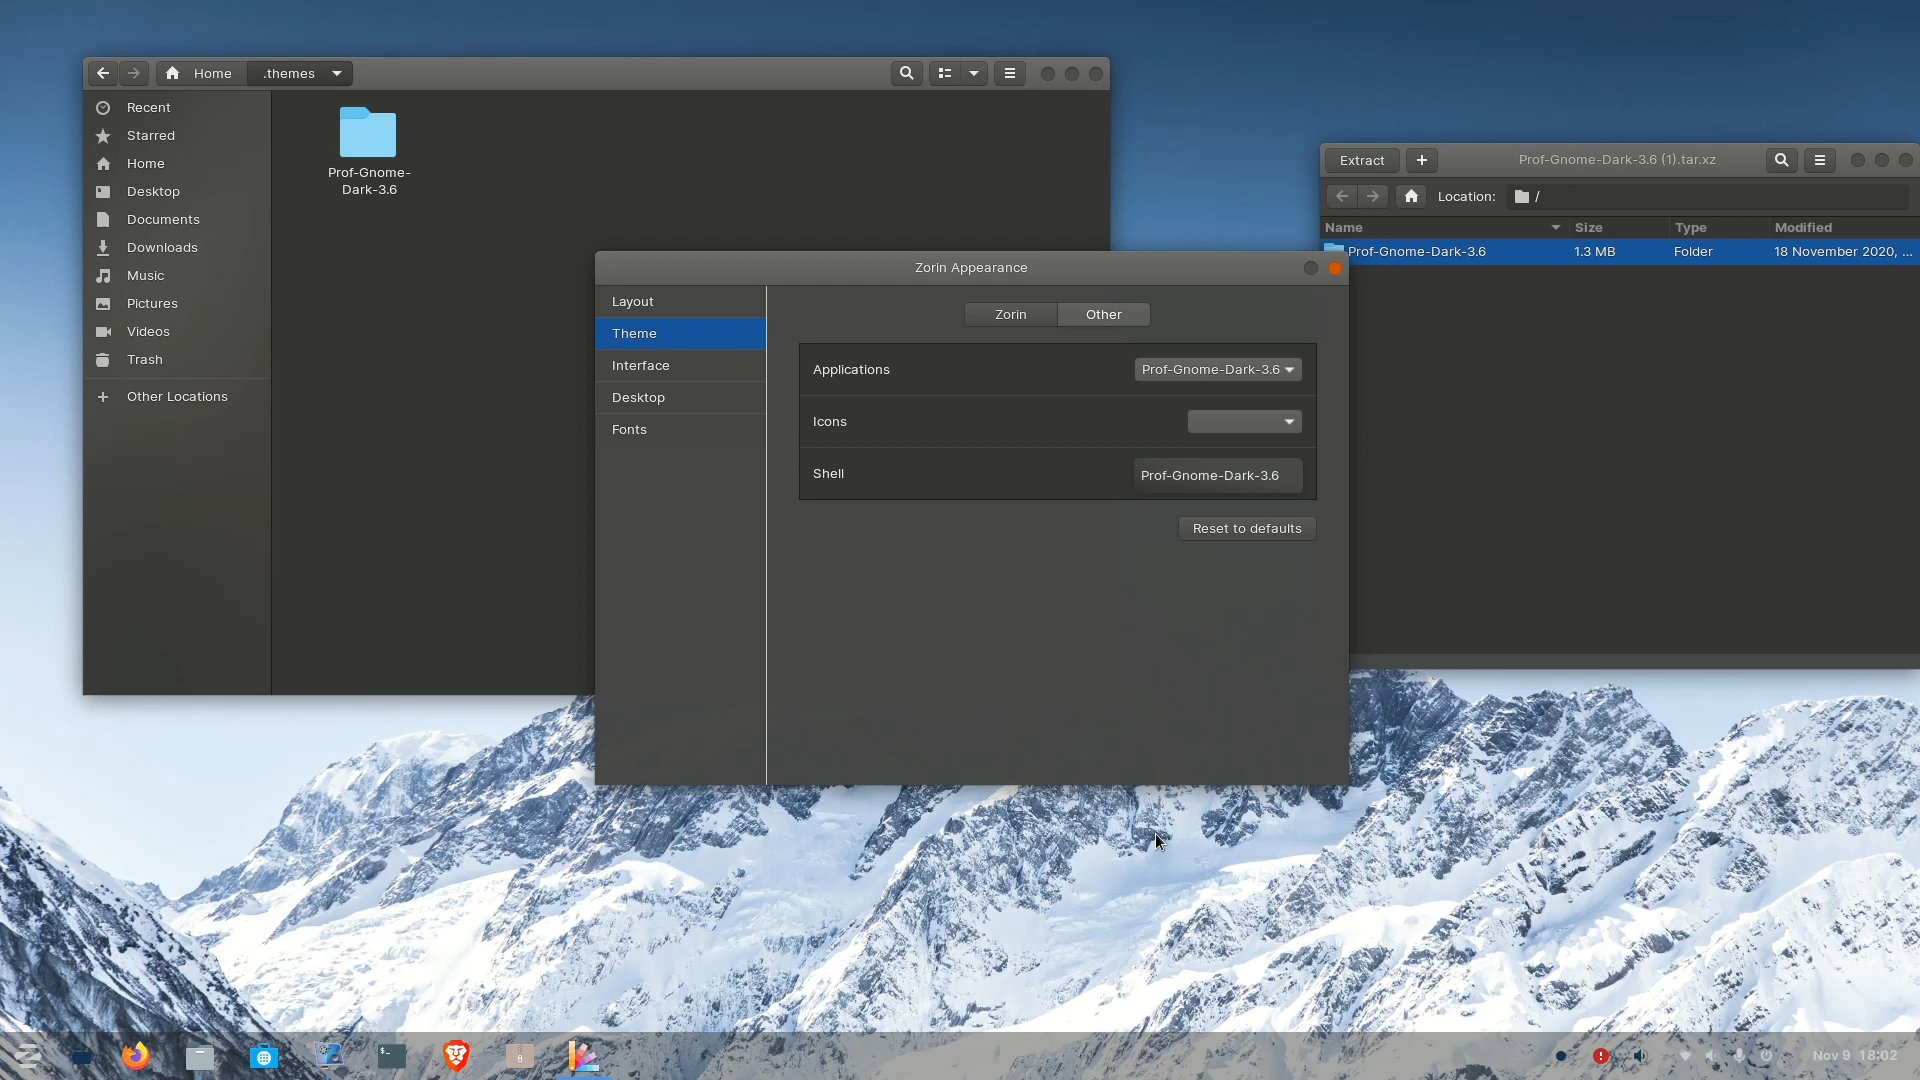 Home
.themes
Recent
Starred
Home
Desktop
Documents
Downloads
Music
Pictures
Videos
Trash
Other Locations
Prof-Gnome-
Dark-3.6
Extract
Prof-Gnome-Dark-3.6 (1).tar.xz
Location:
/
Name
Size
Type
Modified
Prof-Gnome-Dark-3.6
1.3 MB
Folder
18 November 2020, ...
Zorin Appearance
Layout
Theme
Interface
Desktop
Fonts
Zorin
Other
Applications
Prof-Gnome-Dark-3.6
Icons
Shell
Prof-Gnome-Dark-3.6
Reset to defaults
Nov 9 18:02